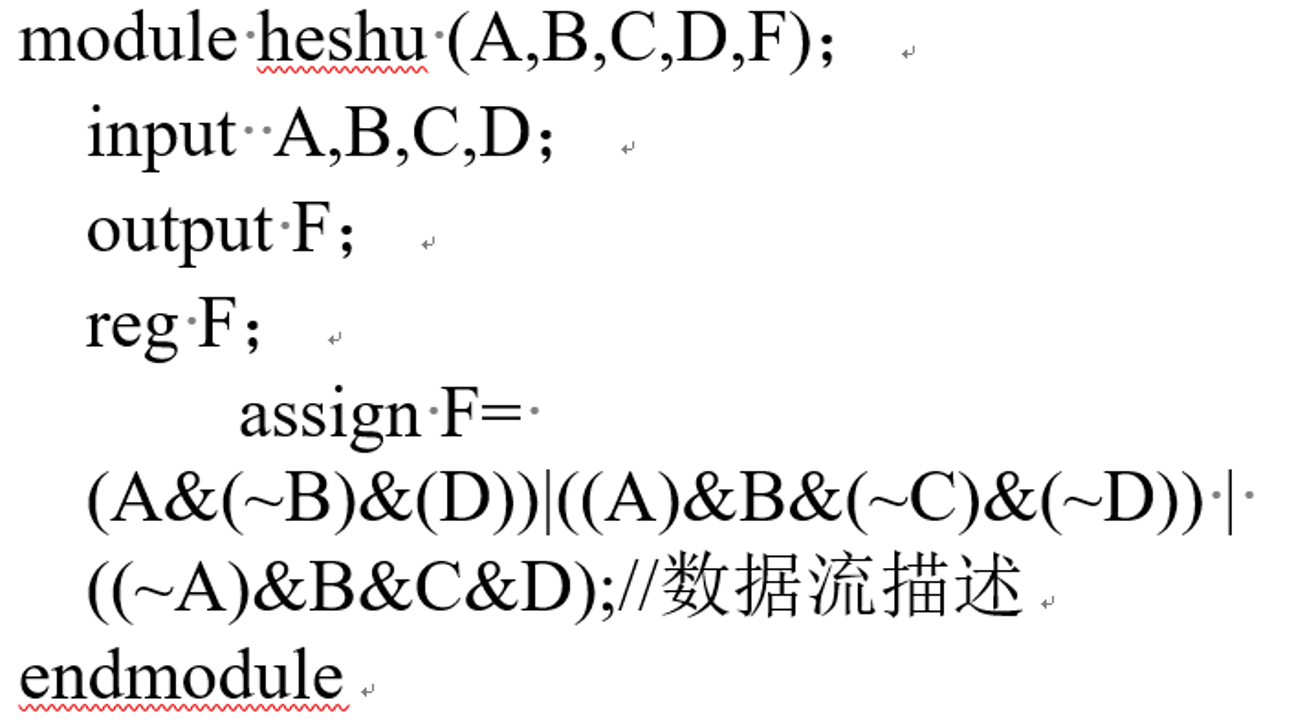 module heshu (A,B,C,D,F)；
input  A,B,C,D；
output F；
reg F；
assign F=
(A&(~B)&(D))|((A)&B&(~C)&(~D)) |
((~A)&B&C&D);//数据流描述
endmodule